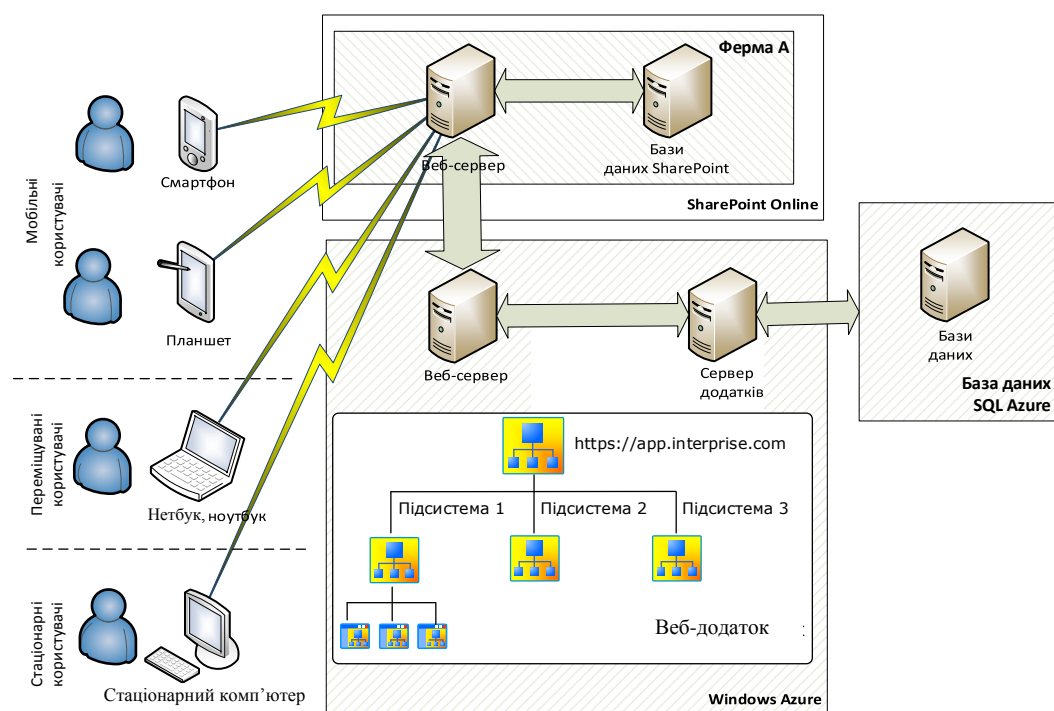 Ферма А
Веб-сервер
Бази
даних SharePoint
SharePoint Online
Мобільні
користувачі
Смартфон
Планшет
Переміщувані
користувачі
Нетбук, ноутбук
Стаціонарні
користувачі
Стаціонарний комп’ютер
Веб-сервер
Сервер
додатків
Бази
даних
База даних
SQL Azure
https://app.interprise.com
Підсистема 1
Підсистема 2
Підсистема 3
Веб-додаток :
Windows Azure